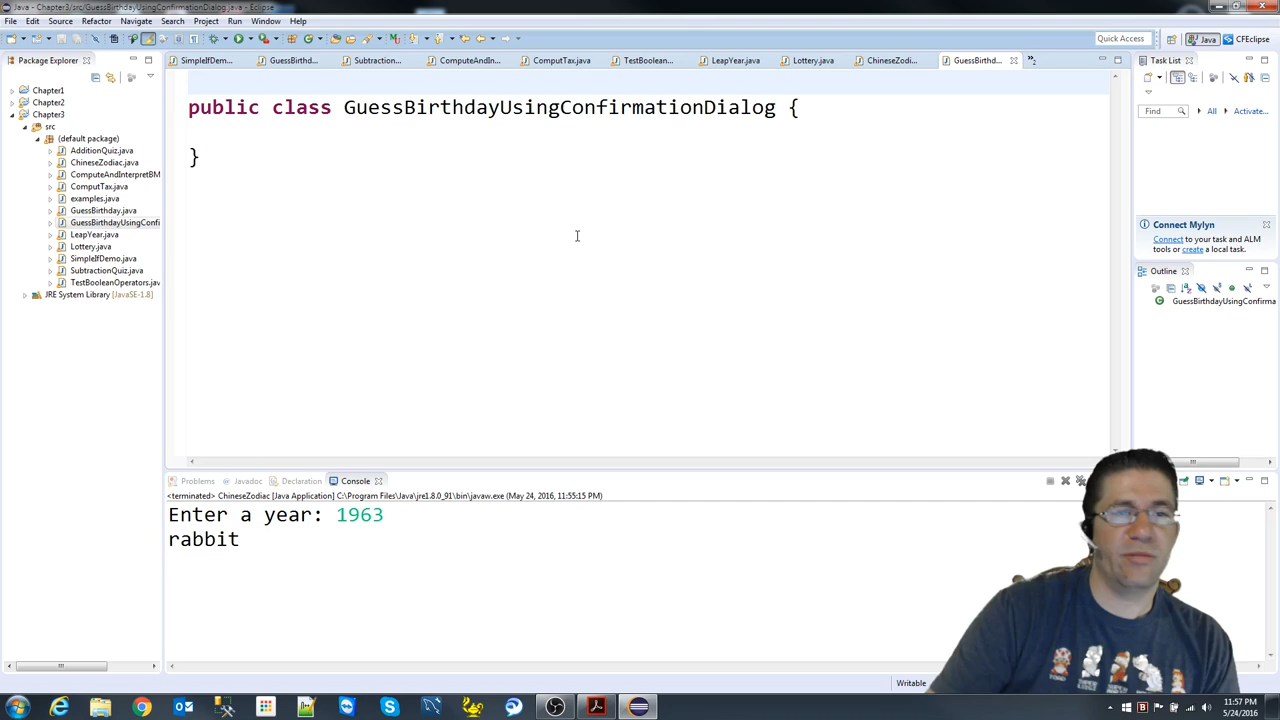 Java - Chapter3/src/GuessBirthdayUsingConfirmationDialog.java - Eclipse
File Edit Source Refactor Navigate Search Project Run Window Help
Quick Access Java CFEclipse
Package Explorer
SimpleIfDem... GuessBirthd... Subtraction... ComputeAndIn... ComputTax.java TestBoolean... LeapYear.java Lottery.java ChineseZodi... GuessBirthd...
Task List
Chapter1
Chapter2
Chapter3
src
(default package)
AdditionQuiz.java
ChineseZodiac.java
ComputeAndInterpretBM
ComputTax.java
examples.java
GuessBirthday.java
GuessBirthdayUsingConfi
LeapYear.java
Lottery.java
SimpleIfDemo.java
SubtractionQuiz.java
TestBooleanOperators.jav
JRE System Library [JavaSE-1.8]
public class GuessBirthdayUsingConfirmationDialog {
}
Find All Activate...
Connect Mylyn
Connect to your task and ALM
tools or create a local task.
Outline
GuessBirthdayUsingConfirma
Problems Javadoc Declaration Console
<terminated> ChineseZodiac [Java Application] C:\Program Files\Java\jre1.8.0_91\bin\javaw.exe (May 24, 2016, 11:55:15 PM)
Enter a year: 1963
rabbit
Writable
11:57 PM
5/24/2016